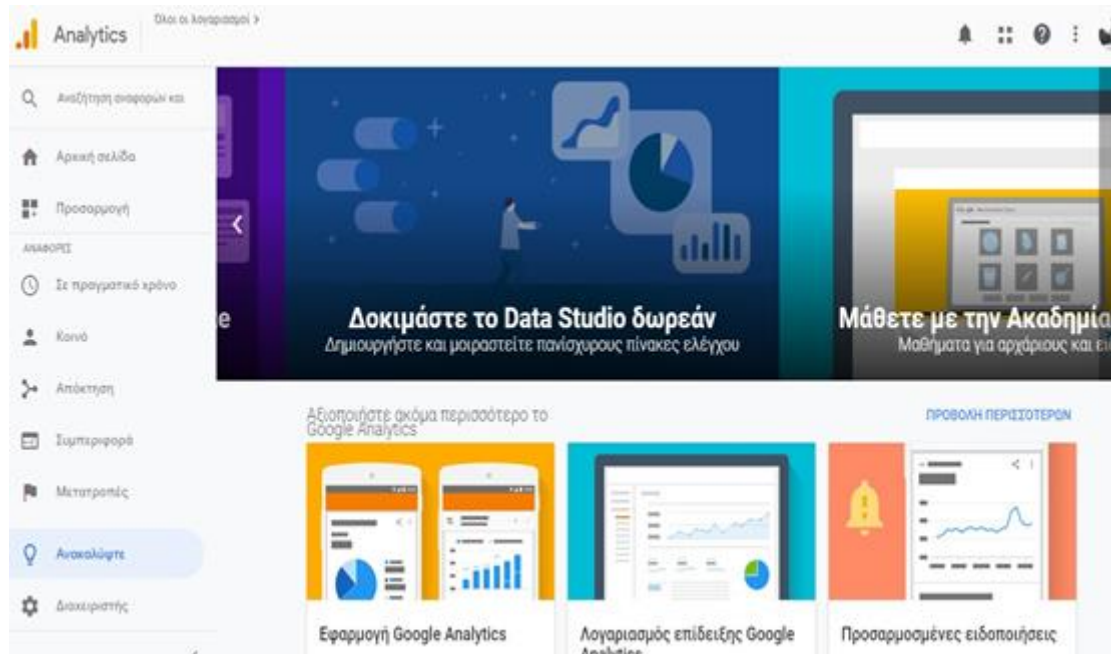 Analytics
Όλοι οι λογαριασμοί >
Αναζήτηση αναφορών και
Αρχική σελίδα
Προσαρμογή
ΑΝΑΦΟΡΕΣ
Σε πραγματικό χρόνο
Κοινό
Απόκτηση
Συμπεριφορά
Μετατροπές
Ανακαλύψτε
Διαχειριστής
e
Δοκιμάστε το Data Studio δωρεάν
Δημιουργήστε και μοιραστείτε πανίσχυρους πίνακες ελέγχου
Μάθετε με την Ακαδημία
Μαθήματα για αρχάριους και
Αξιοποιήστε ακόμα περισσότερο το
Google Analytics
ΠΡΟΒΟΛΗ ΠΕΡΙΣΣΟΤΕΡΩΝ
Εφαρμογή Google Analytics
Λογαριασμός επίδειξης Google
Analytics
Προσαρμοσμένες ειδοποιήσεις